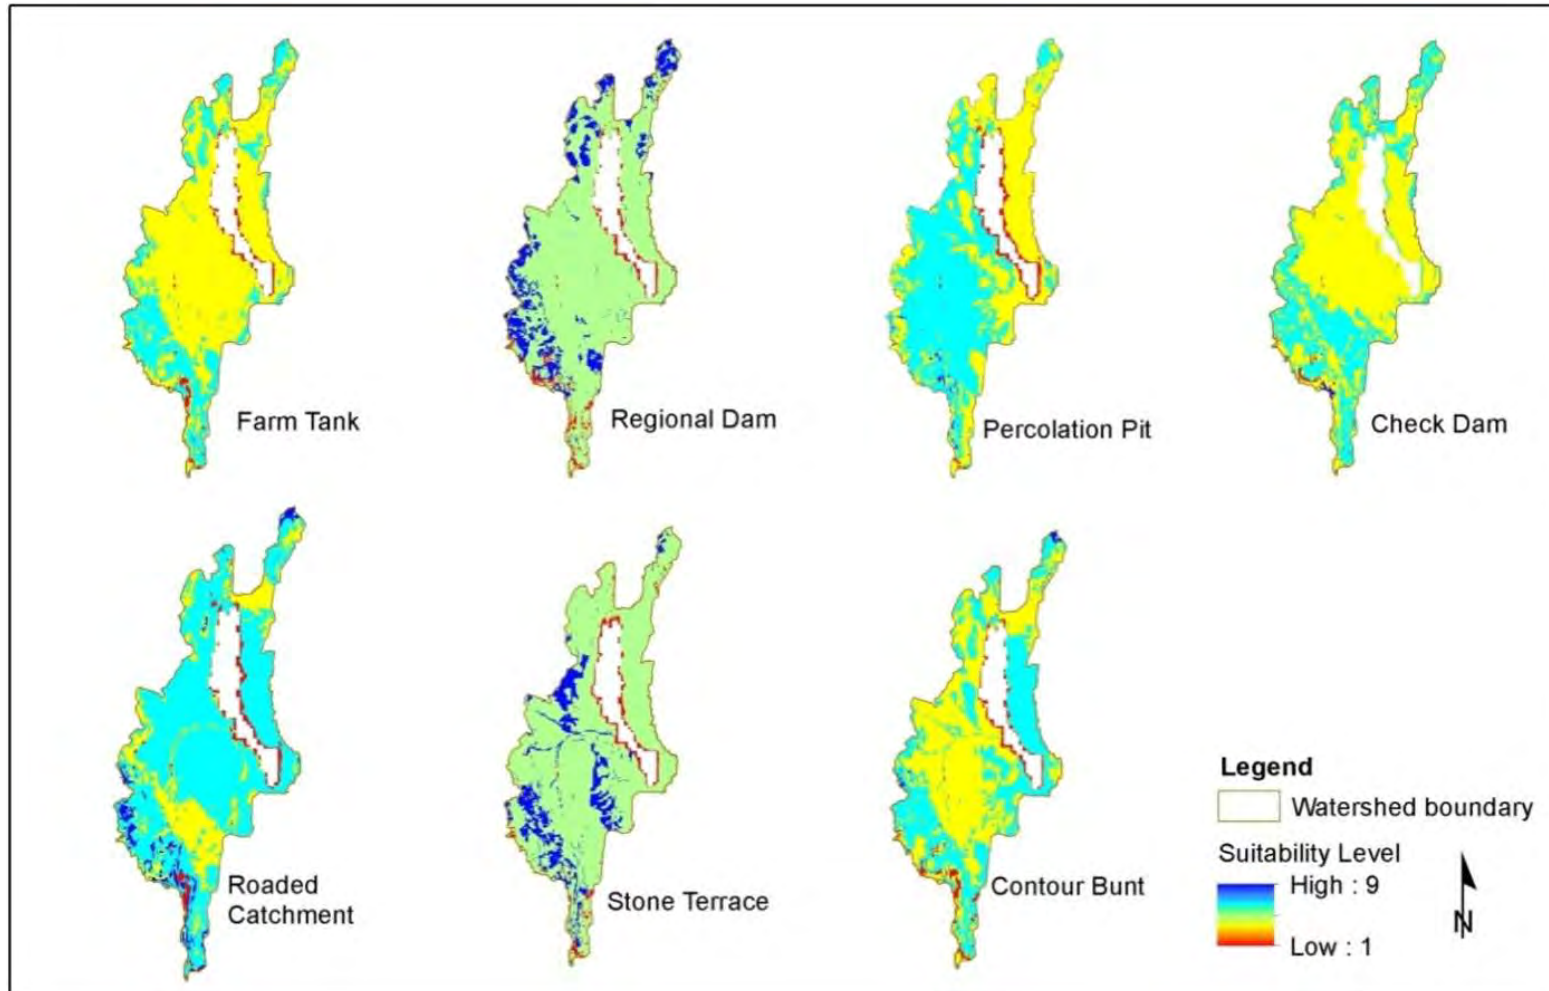 Farm Tank
Regional Dam
Percolation Pit
Check Dam
Roaded
Catchment
Stone Terrace
Contour Bunt
Legend
Watershed boundary
Suitability Level
High : 9
Low : 1
N